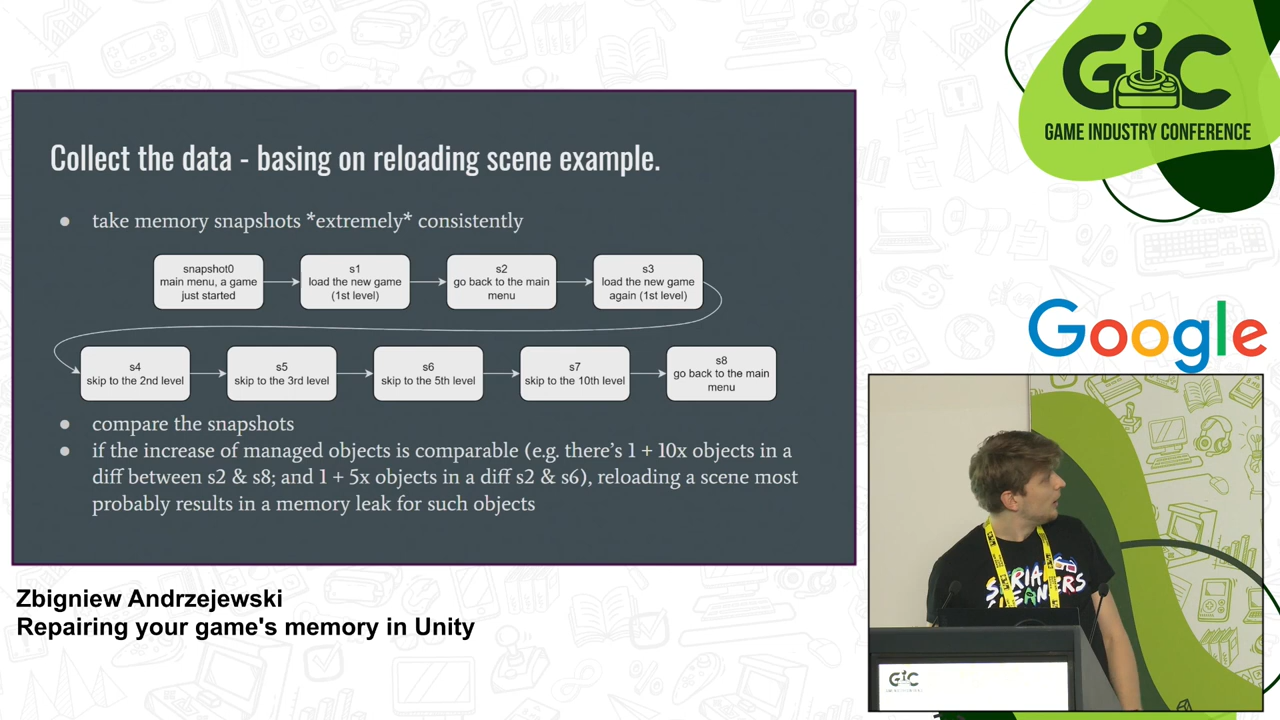 GIC
GAME INDUSTRY CONFERENCE
Collect the data - basing on reloading scene example.
● take memory snapshots *extremely* consistently
snapshot0
main menu, a game
just started
s1
load the new game
(1st level)
s2
go back to the main
menu
s3
load the new game
again (1st level)
s4
skip to the 2nd level
s5
skip to the 3rd level
s6
skip to the 5th level
s7
skip to the 10th level
s8
go back to the main
menu
● compare the snapshots
● if the increase of managed objects is comparable (e.g. there's 1 + 10x objects in a
diff between s2 & s8; and 1 + 5x objects in a diff s2 & s6), reloading a scene most
probably results in a memory leak for such objects
Google
SERIAL
CLEANERS
GIC
Zbigniew Andrzejewski
Repairing your game's memory in Unity